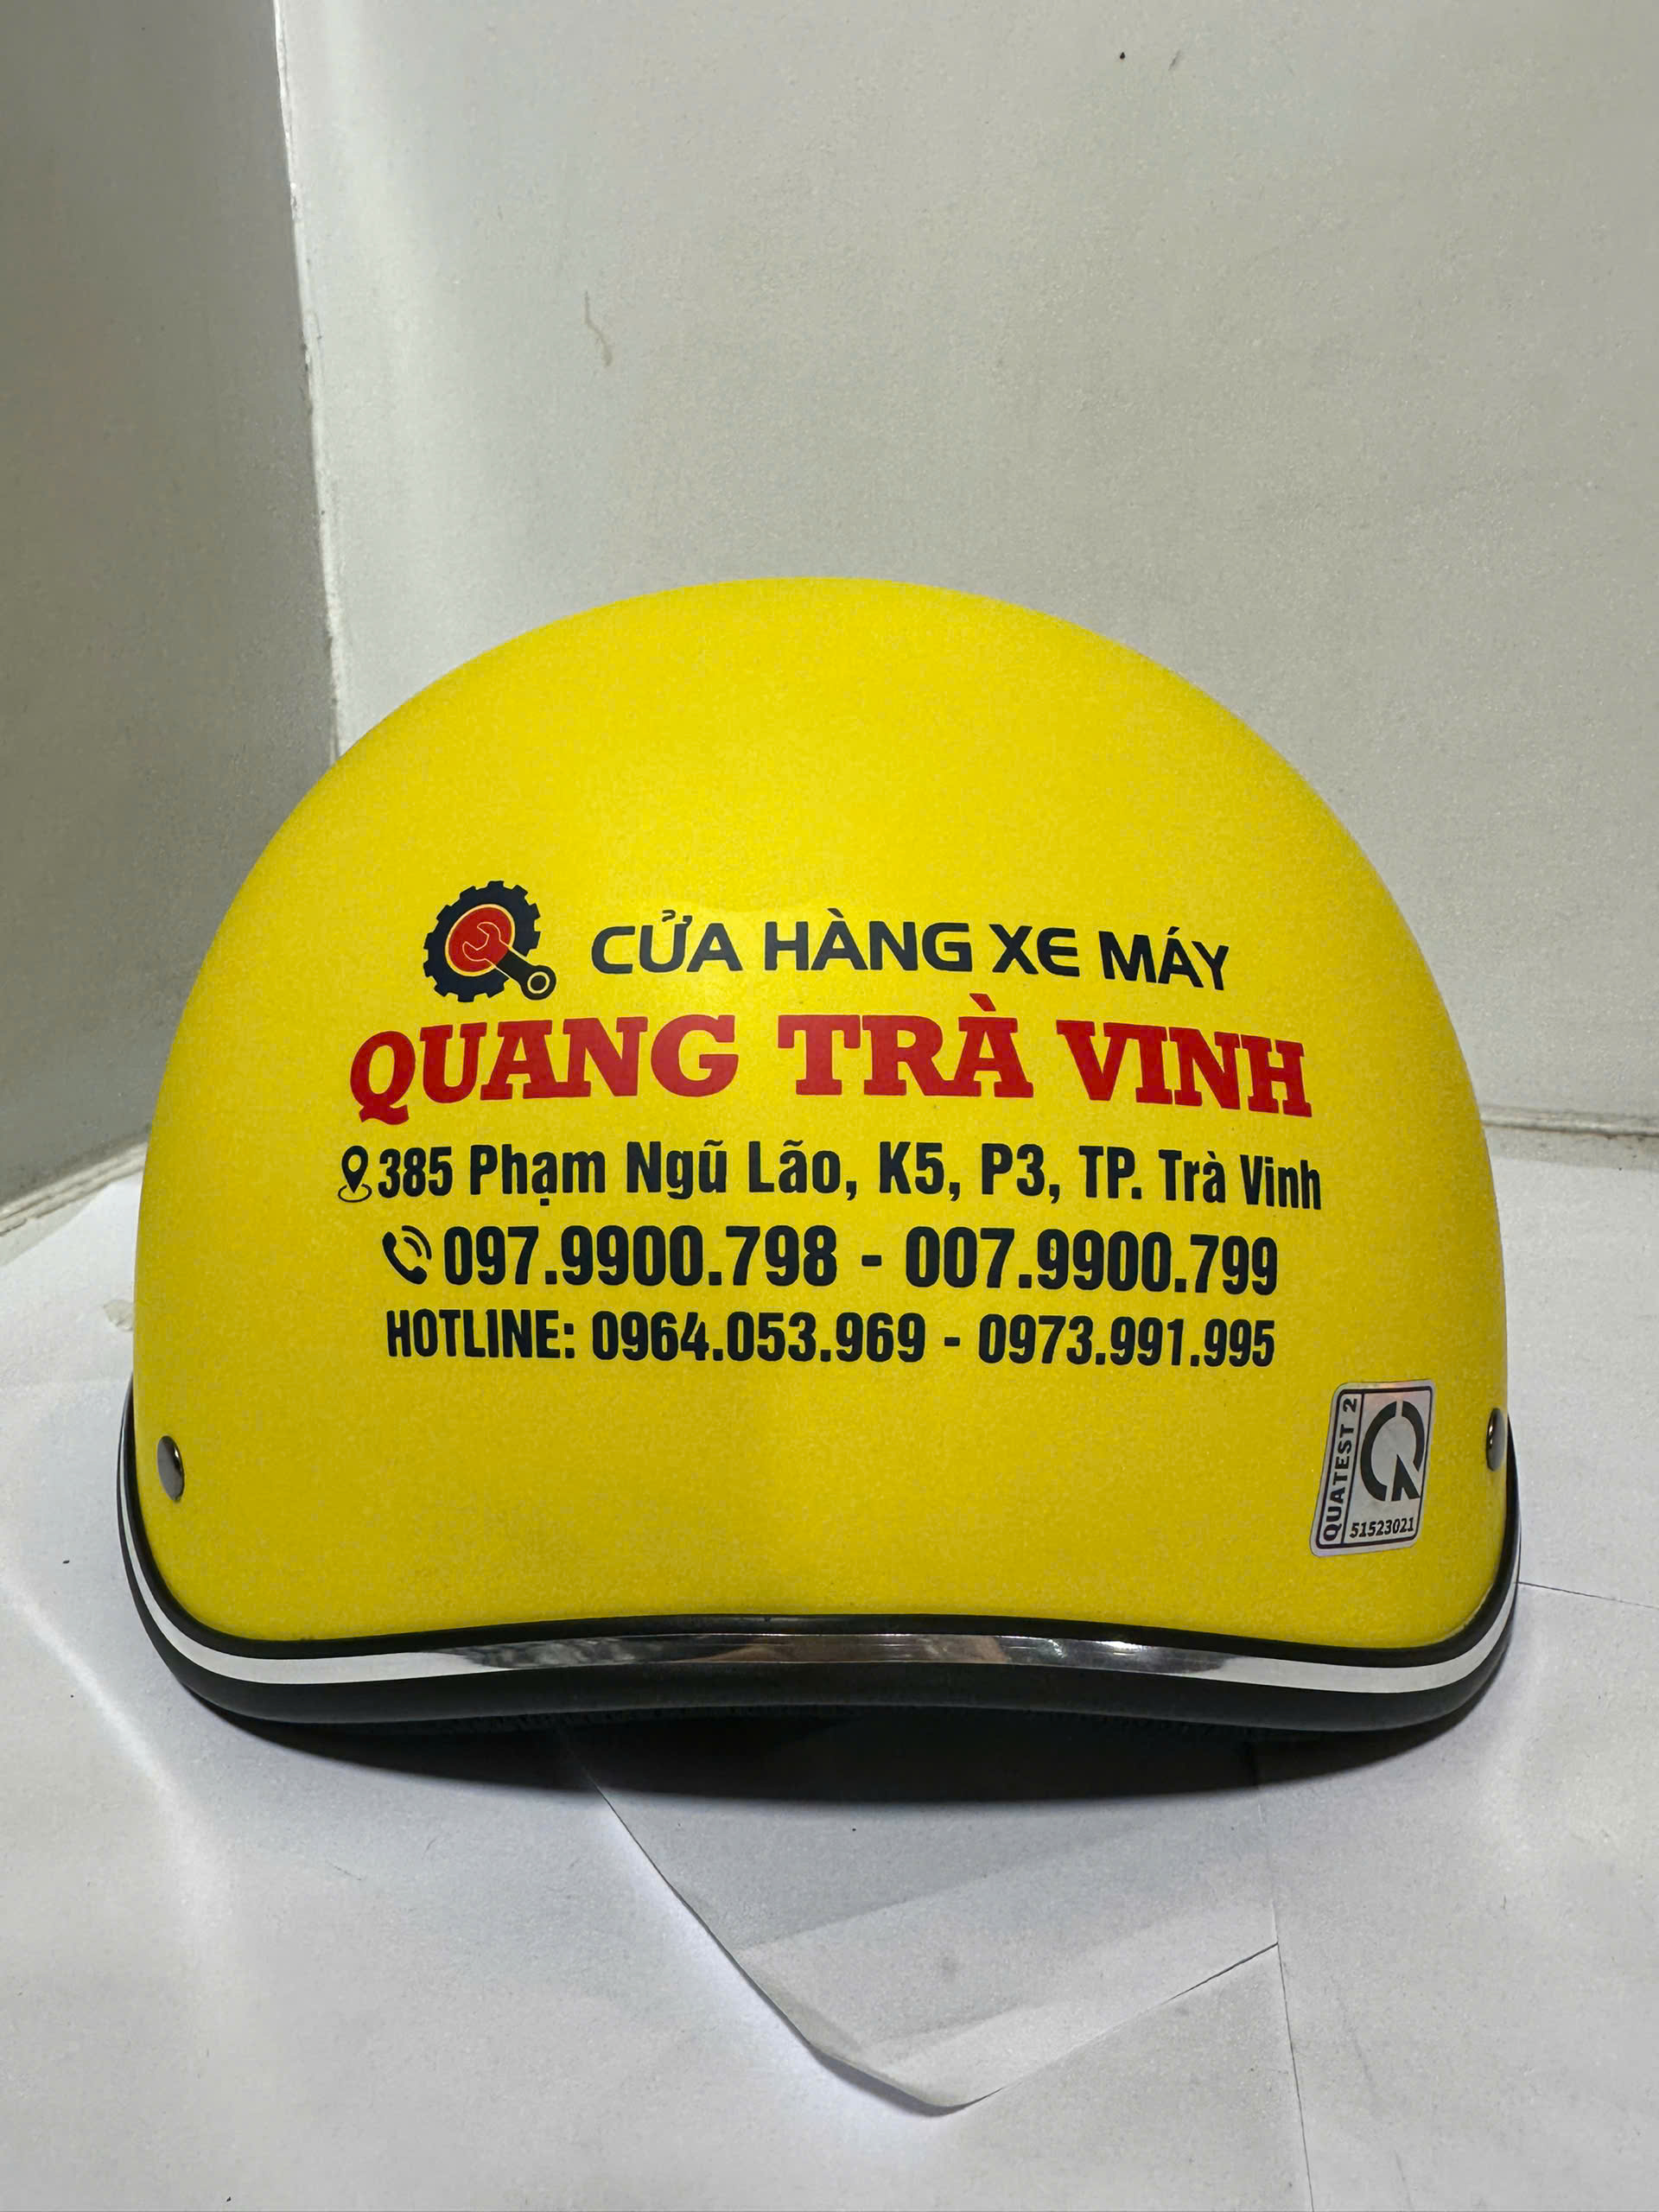 CỬA HÀNG XE MÁY
QUANG TRÀ VINH
385 Phạm Ngũ Lão, K5, P3, TP. Trà Vinh
097.9900.798 - 007.9900.799
HOTLINE: 0964.053.969 - 0973.991.995
QUATEST 2
51523021